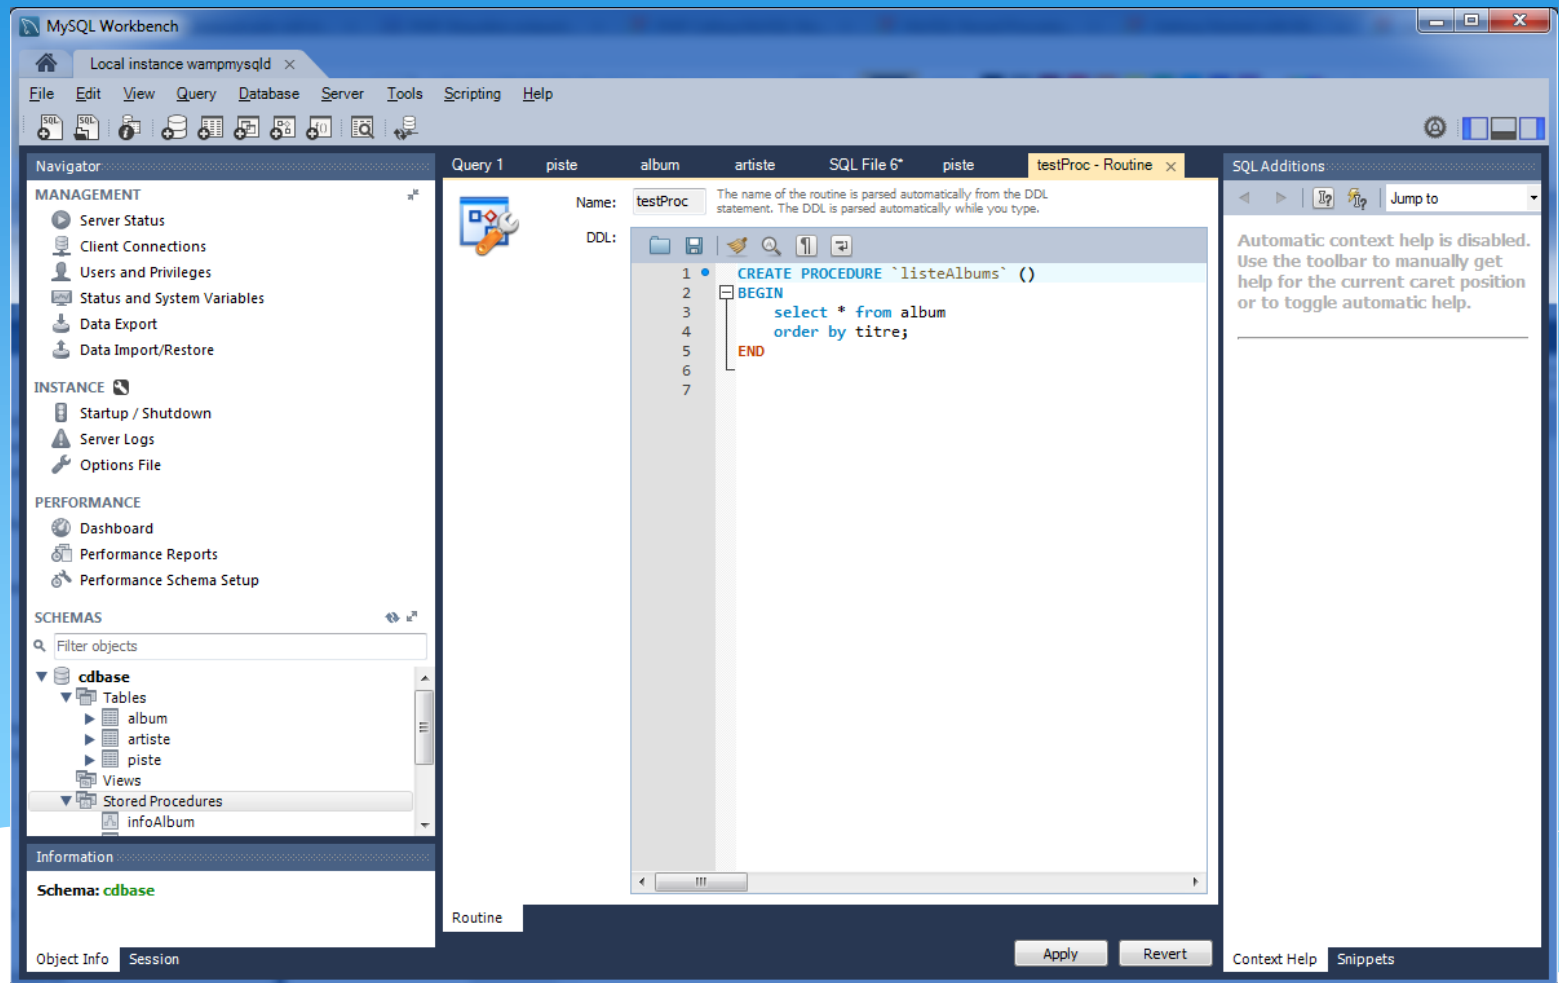 MySQL Workbench
Local instance wampmysqld ×
File Edit View Query Database Server Tools Scripting Help
Navigator
MANAGEMENT
Server Status
Client Connections
Users and Privileges
Status and System Variables
Data Export
Data Import/Restore
INSTANCE
Startup / Shutdown
Server Logs
Options File
PERFORMANCE
Dashboard
Performance Reports
Performance Schema Setup
SCHEMAS
Filter objects
cdbase
Tables
album
artiste
piste
Views
Stored Procedures
infoAlbum
Information
Schema: cdbase
Object Info Session
Query 1 piste album artiste SQL File 6* piste testProc - Routine ×
Name: testProc
The name of the routine is parsed automatically from the DDL
statement. The DDL is parsed automatically while you type.
DDL:
1 CREATE PROCEDURE `listeAlbums` ()
2 BEGIN
3 select * from album
4 order by titre;
5 END
6
7
Routine
Apply Revert
SQL Additions
Jump to
Automatic context help is disabled.
Use the toolbar to manually get
help for the current caret position
or to toggle automatic help.
Context Help Snippets